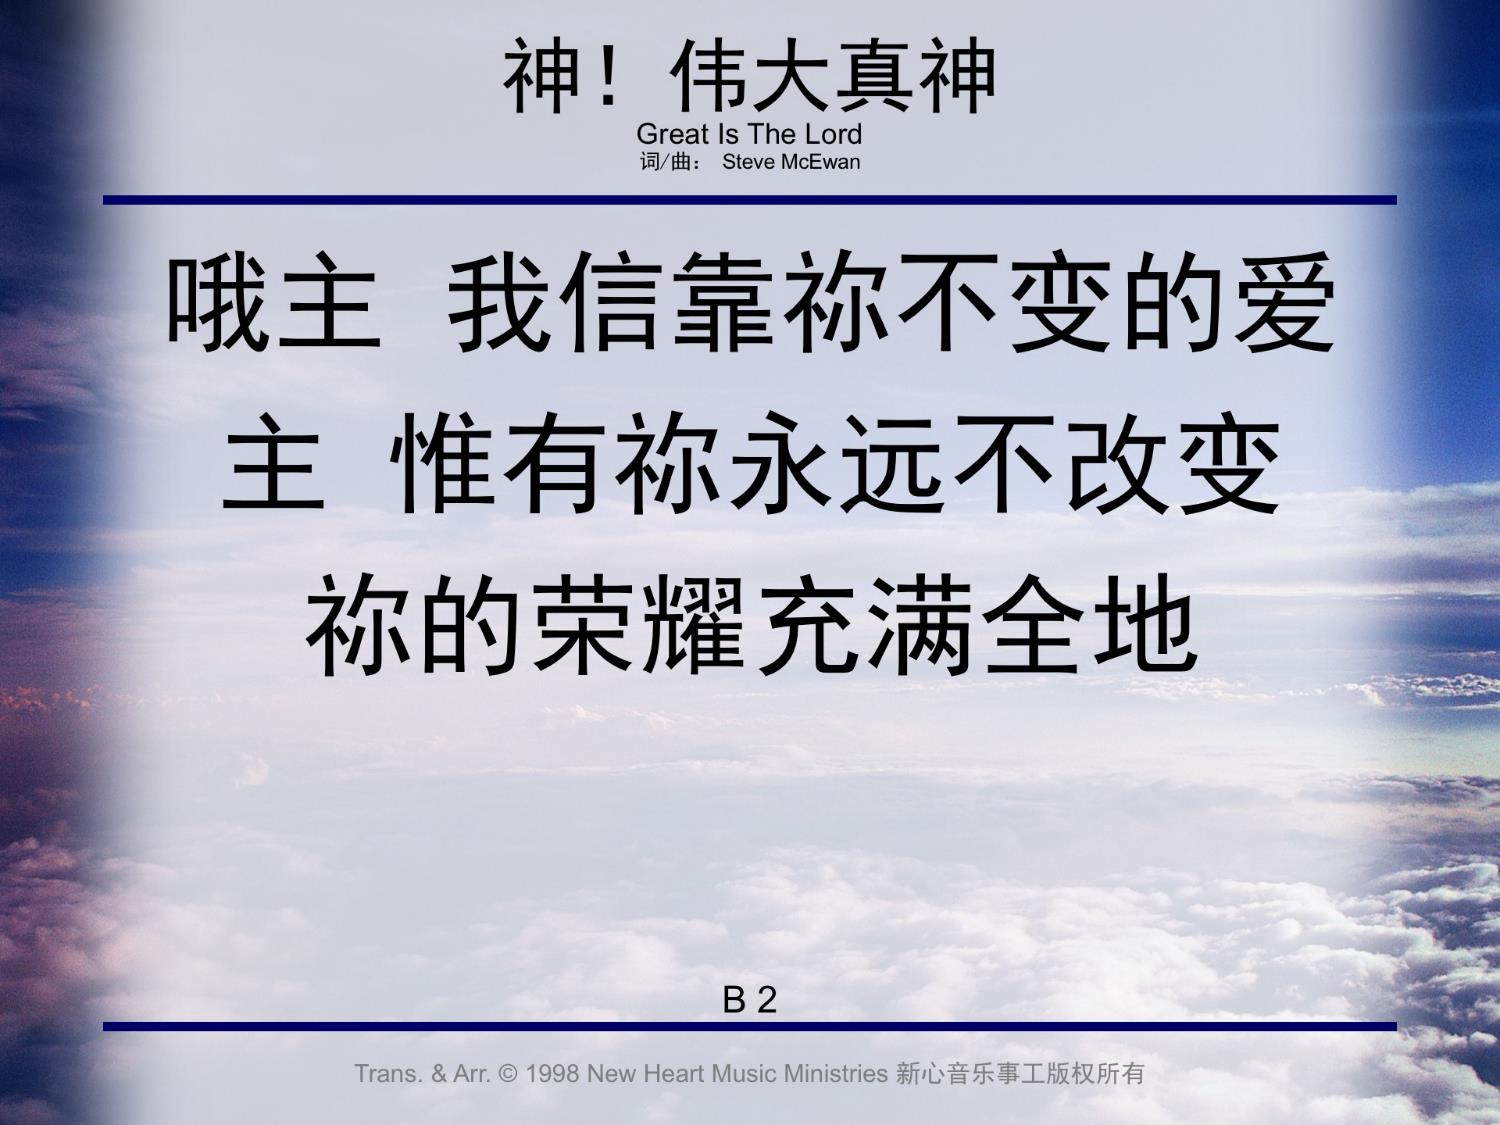 神！伟大真神
Great Is The Lord
词/曲： Steve McEwan
哦主 我信靠祢不变的爱
主 惟有祢永远不改变
祢的荣耀充满全地
B 2
Trans. & Arr. © 1998 New Heart Music Ministries 新心音乐事工版权所有